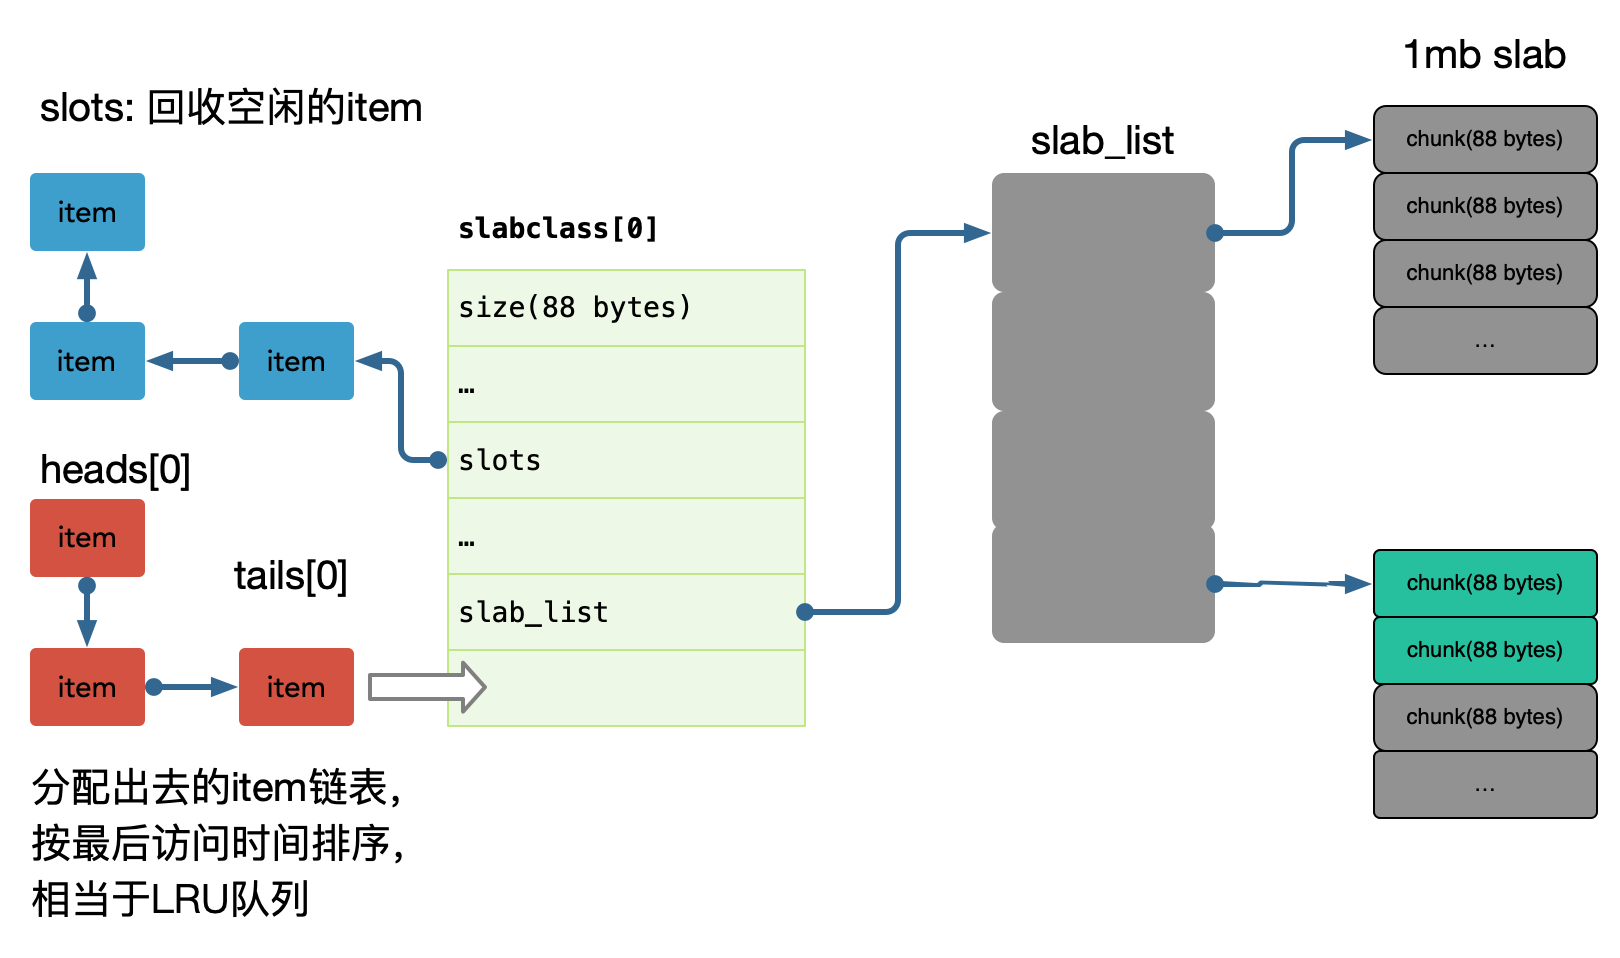 slots: 回收空闲的item
item
item
item
heads[0]
item
tails[0]
item
item
分配出去的item链表，
按最后访问时间排序，
相当于LRU队列
slabclass[0]
size(88 bytes)
…
slots
…
slab_list
slab_list
1mb slab
chunk(88 bytes)
chunk(88 bytes)
chunk(88 bytes)
...
chunk(88 bytes)
chunk(88 bytes)
chunk(88 bytes)
...